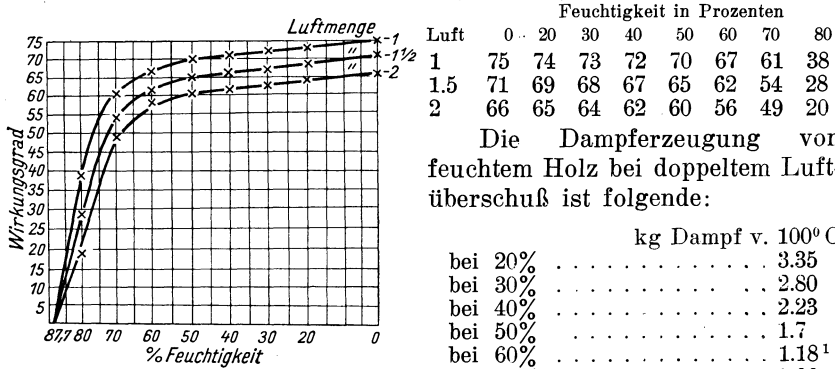 Luftmenge
75 -1
70 " -1½
65 " -2
60
55
50
45
40
35
30
25
20
15
10
5
Wirkungsgrad
87,7 80 70 60 50 40 30 20 0
% Feuchtigkeit
Feuchtigkeit in Prozenten
Luft 0 20 30 40 50 60 70 80
1 75 74 73 72 70 67 61 38
1.5 71 69 68 67 65 62 54 28
2 66 65 64 62 60 56 49 20
Die Dampferzeugung von
feuchtem Holz bei doppeltem Luft-
überschuß ist folgende:
kg Dampf v. 100⁰ C
bei 20% . . . . . . . . . . . . . 3.35
bei 30% . . . . . . . . . . . . . 2.80
bei 40% . . . . . . . . . . . . . 2.23
bei 50% . . . . . . . . . . . . . 1.7
bei 60% . . . . . . . . . . . . . 1.18¹